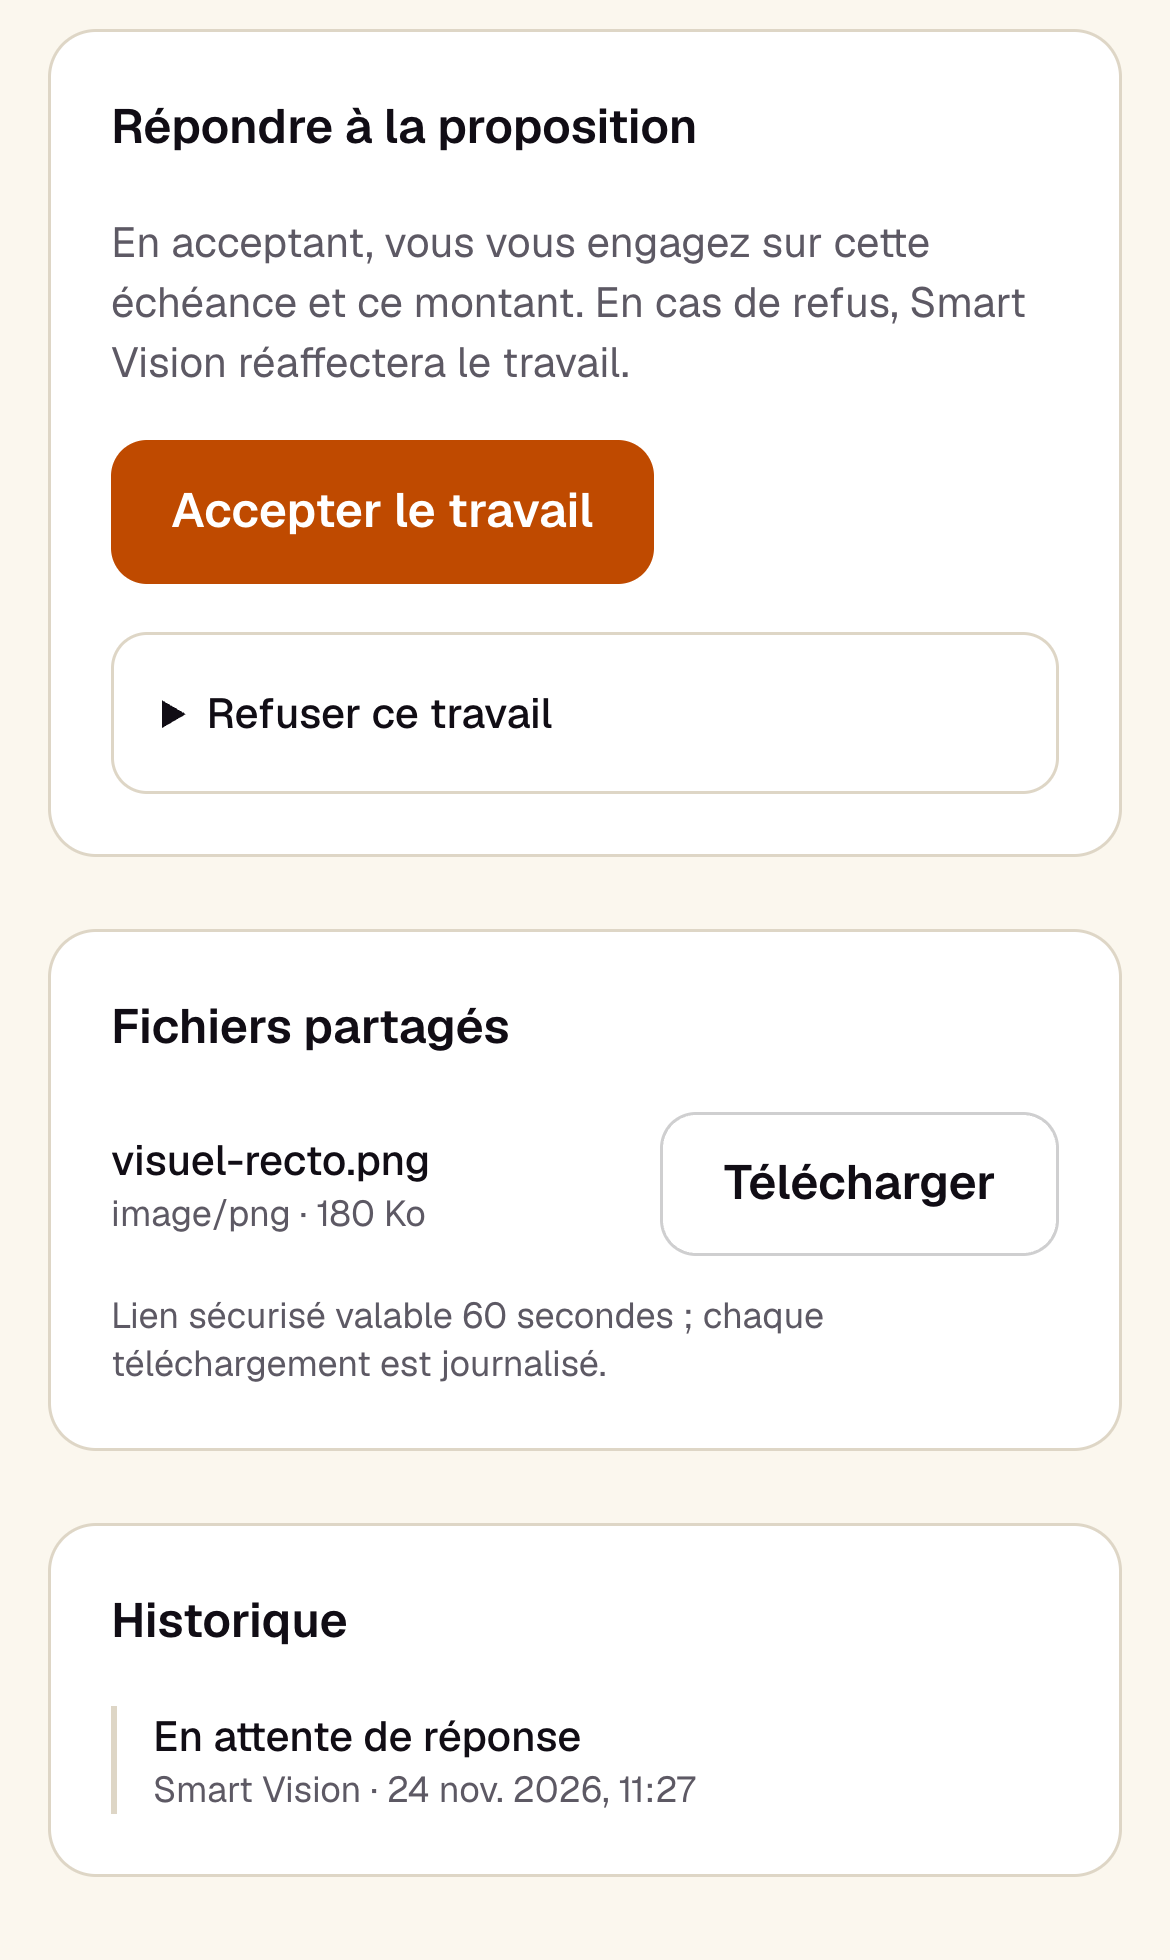 Répondre à la proposition
En acceptant, vous vous engagez sur cette
échéance et ce montant. En cas de refus, Smart
Vision réaffectera le travail.
Accepter le travail
▶ Refuser ce travail
Fichiers partagés
visuel-recto.png
image/png · 180 Ko
Télécharger
Lien sécurisé valable 60 secondes ; chaque
téléchargement est journalisé.
Historique
En attente de réponse
Smart Vision · 24 nov. 2026, 11:27